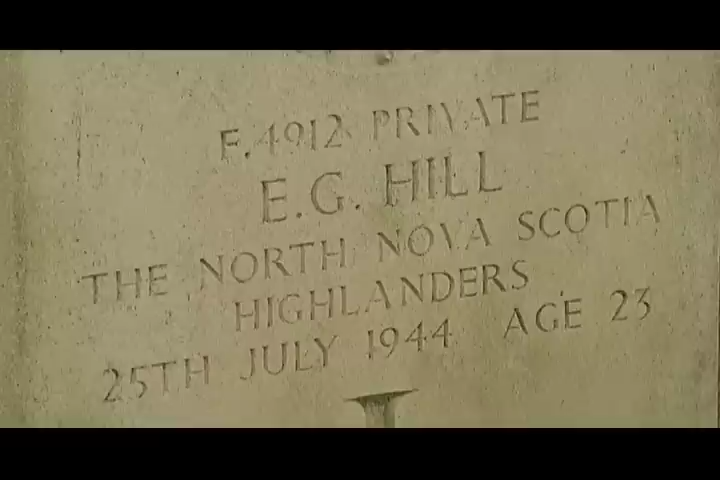 F.4912 PRIVATE
E.G. HILL
THE NORTH NOVA SCOTIA
HIGHLANDERS
25TH JULY 1944 AGE 23